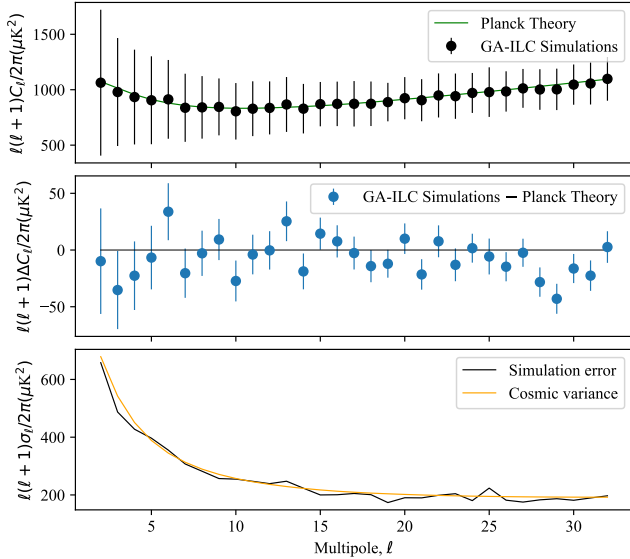 ℓ(ℓ+1)C_ℓ/2π(μK²)
1500
1000
500
Planck Theory
GA-ILC Simulations
ℓ(ℓ+1)ΔC_ℓ/2π(μK²)
50
0
−50
GA-ILC Simulations − Planck Theory
ℓ(ℓ+1)σ_ℓ/2π(μK²)
600
400
200
Simulation error
Cosmic variance
5 10 15 20 25 30
Multipole, ℓ